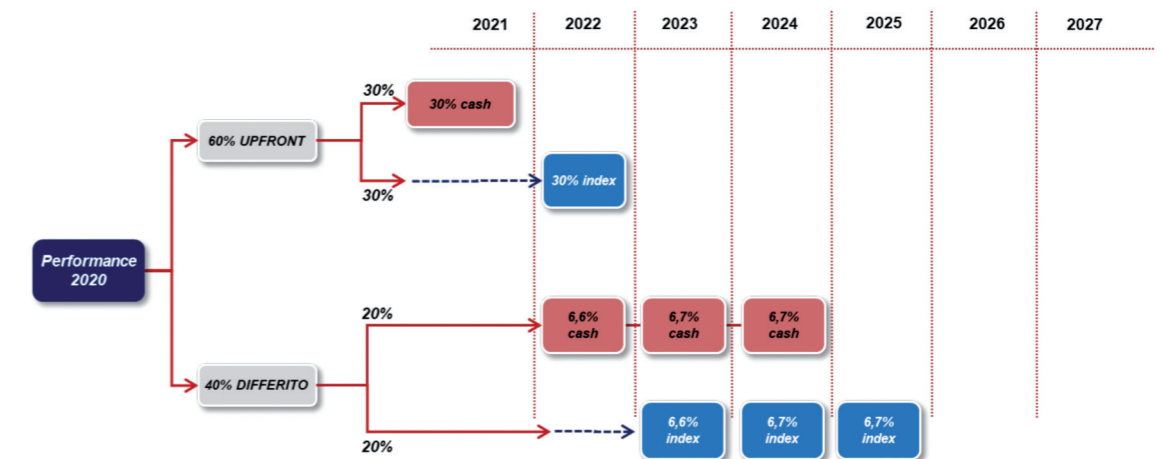 2021 2022 2023 2024 2025 2026 2027
30%
30% cash
60% UPFRONT
30%
30% index
Performance
2020
20%
6,6%
cash
6,7%
cash
6,7%
cash
40% DIFFERITO
20%
6,6%
index
6,7%
index
6,7%
index